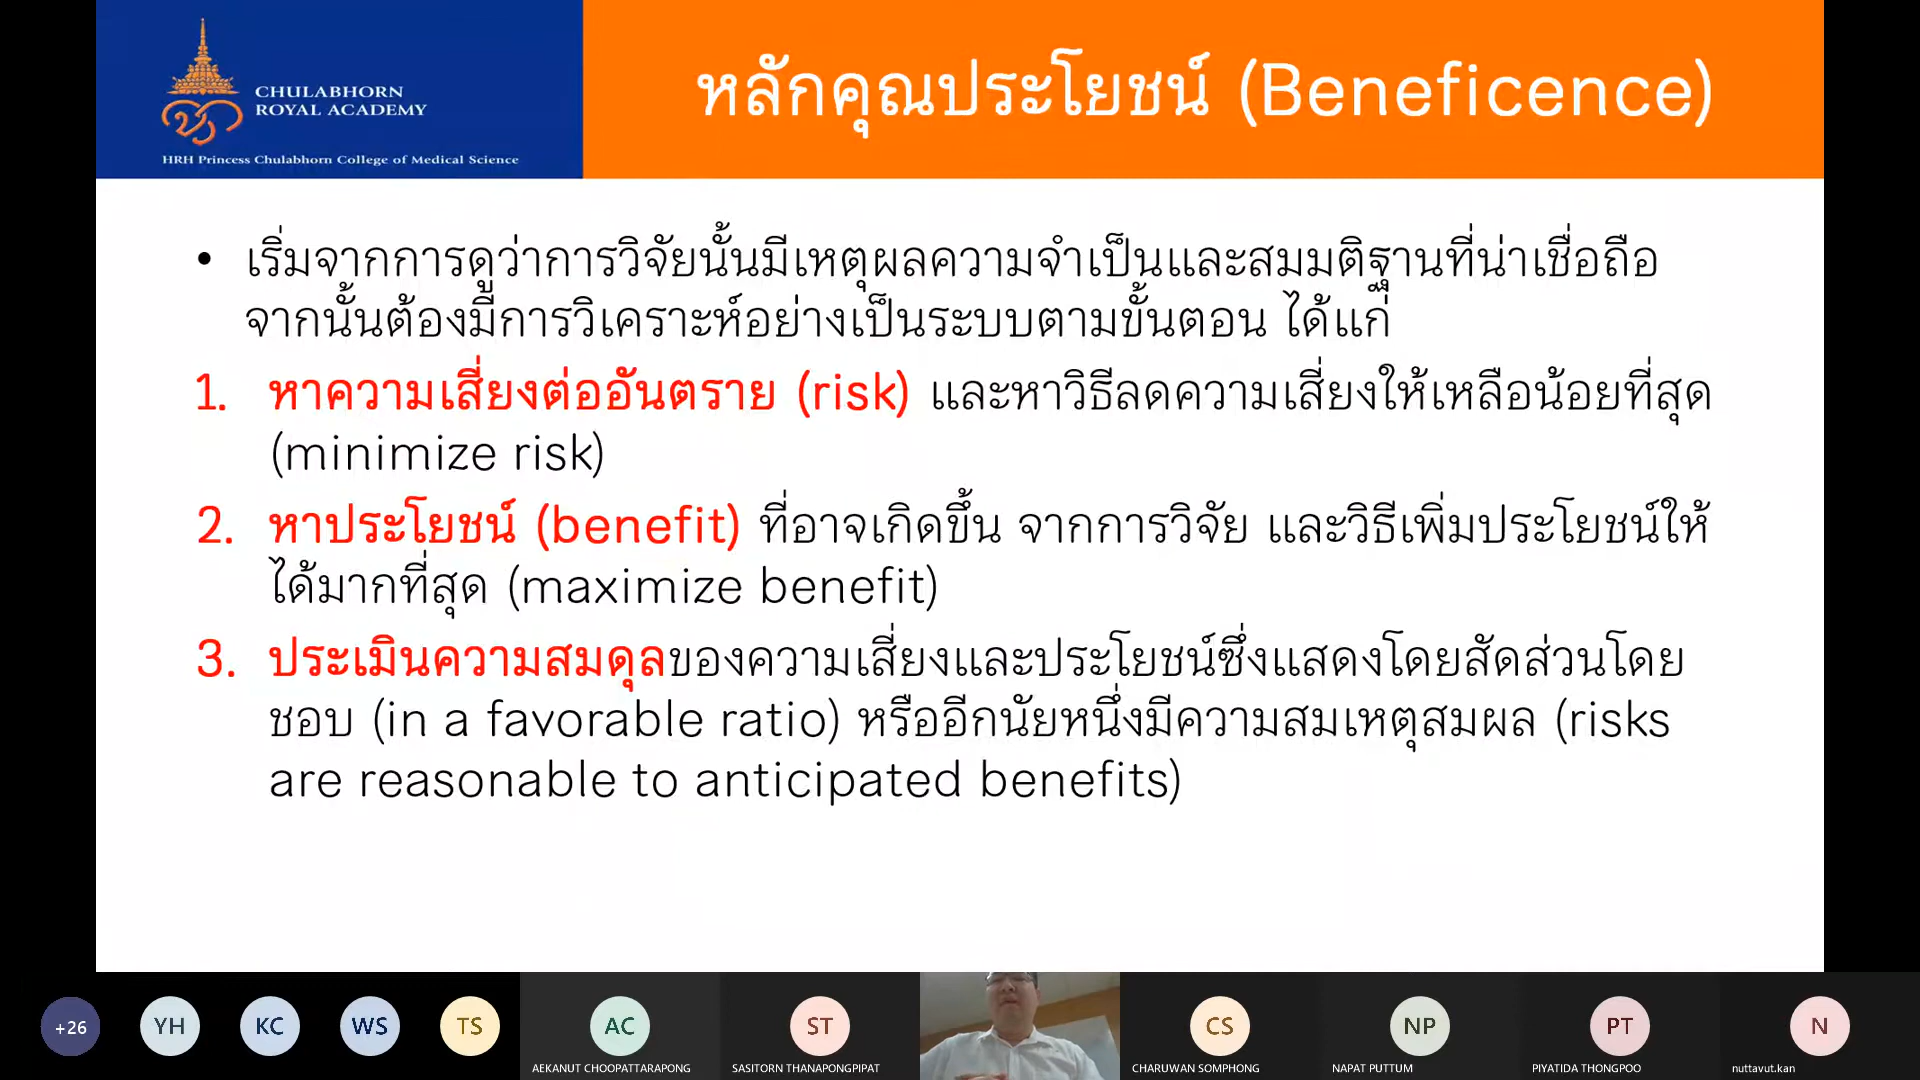 CHULABHORN
ROYAL ACADEMY
HRH Princess Chulabhorn College of Medical Science
หลักคุณประโยชน์ (Beneficence)
• เริ่มจากการดูว่าการวิจัยนั้นมีเหตุผลความจำเป็นและสมมติฐานที่น่าเชื่อถือ
จากนั้นต้องมีการวิเคราะห์อย่างเป็นระบบตามขั้นตอน ได้แก่
1. หาความเสี่ยงต่ออันตราย (risk) และหาวิธีลดความเสี่ยงให้เหลือน้อยที่สุด
(minimize risk)
2. หาประโยชน์ (benefit) ที่อาจเกิดขึ้น จากการวิจัย และวิธีเพิ่มประโยชน์ให้
ได้มากที่สุด (maximize benefit)
3. ประเมินความสมดุลของความเสี่ยงและประโยชน์ซึ่งแสดงโดยสัดส่วนโดย
ชอบ (in a favorable ratio) หรืออีกนัยหนึ่งมีความสมเหตุสมผล (risks
are reasonable to anticipated benefits)
+26 YH KC WS TS AC ST CS NP PT N
AEKANUT CHOOPATTARAPONG SASITORN THANAPONGPIPAT CHARUWAN SOMPHONG NAPAT PUTTUM PIYATIDA THONGPOO nuttavut.kan